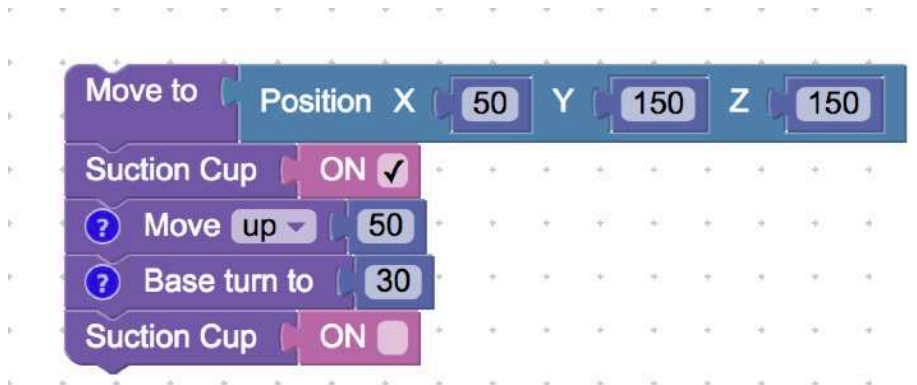 Move to Position X 50 Y 150 Z 150
Suction Cup ON ✓
? Move up 50
? Base turn to 30
Suction Cup ON